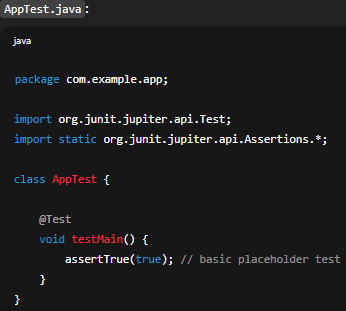 AppTest.java:
java
package com.example.app;
import org.junit.jupiter.api.Test;
import static org.junit.jupiter.api.Assertions.*;
class AppTest {
@Test
void testMain() {
assertTrue(true); // basic placeholder test
}
}